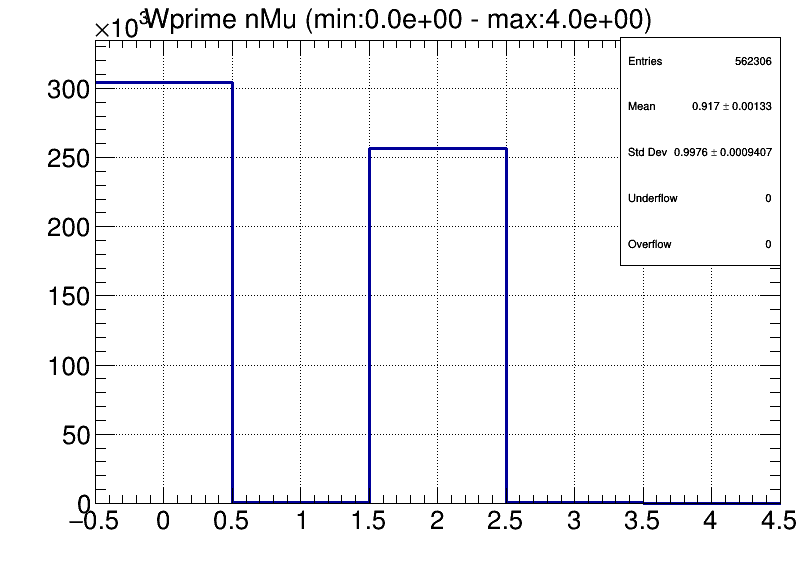 ×10³
Wprime nMu (min:0.0e+00 - max:4.0e+00)
Entries 562306
Mean 0.917 ± 0.00133
Std Dev 0.9976 ± 0.0009407
Underflow 0
Overflow 0
300
250
200
150
100
50
0
−0.5 0 0.5 1 1.5 2 2.5 3 3.5 4 4.5